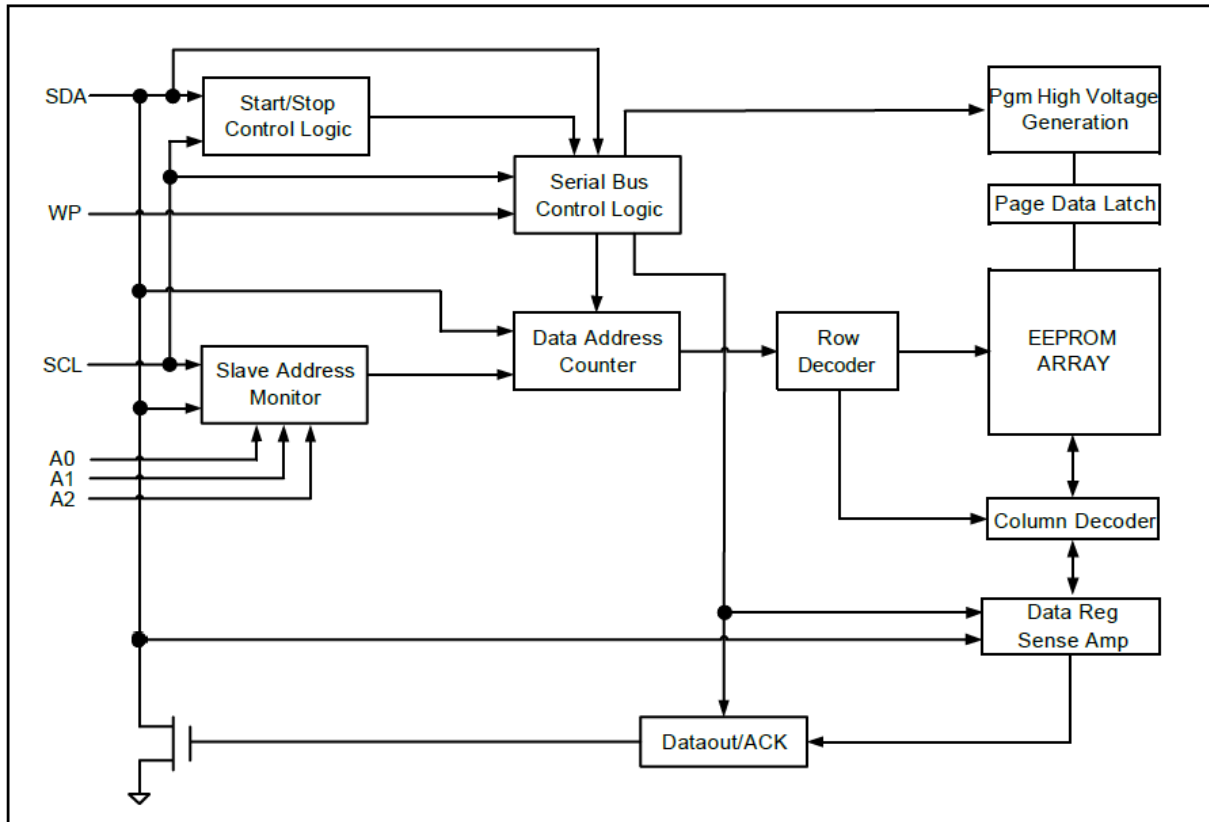 SDA
Start/Stop
Control Logic
Pgm High Voltage
Generation
Serial Bus
Control Logic
WP
Page Data Latch
SCL
Slave Address
Monitor
Data Address
Counter
Row
Decoder
EEPROM
ARRAY
A0
A1
A2
Column Decoder
Data Reg
Sense Amp
Dataout/ACK